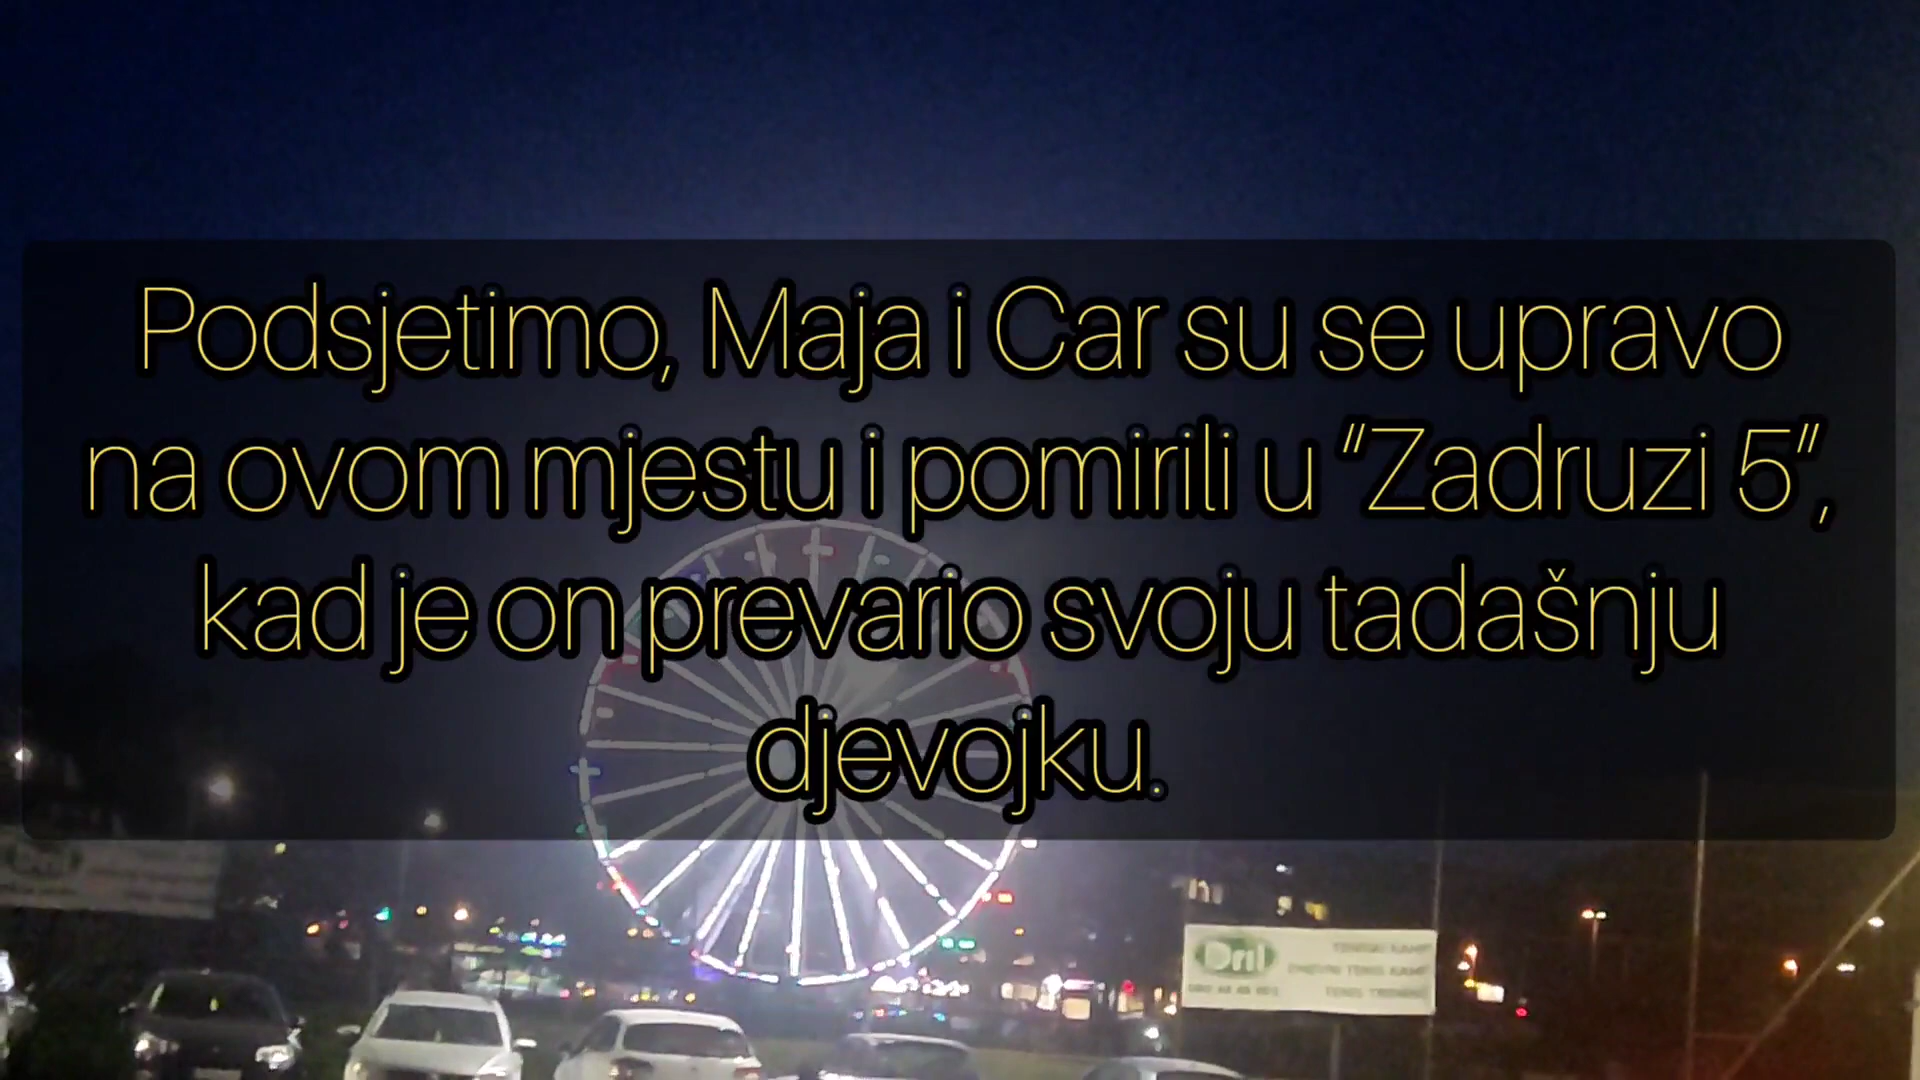 Podsjetimo, Maja i Car su se upravo
na ovom mjestu i pomirili u "Zadruzi 5",
kad je on prevario svoju tadašnju
djevojku.
Dril